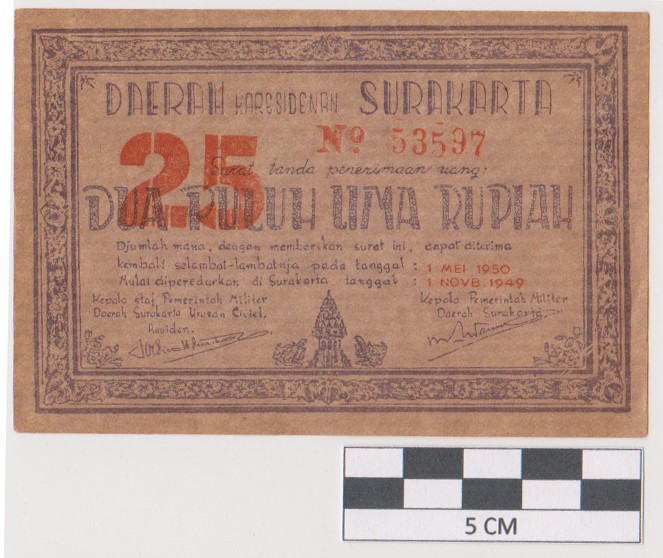 DAERAH KARESIDENAN SURAKARTA
25
No 53597
Surat tanda penerimaan uang:
DUA PULUH LIMA RUPIAH
Djumlah mana, dengan memberikan surat ini, dapat diterima
kembali selambat-lambatnja pada tanggal : 1 MEI 1950
Mulai diperedarkan di Surakarta tanggal : 1 NOVB. 1949
Kepala staf Pemerintah Militer
Daerah Surakarta Urusan Civiel.
Residen.
Kepala Pemerintah Militer
Daerah Surakarta.
5 CM